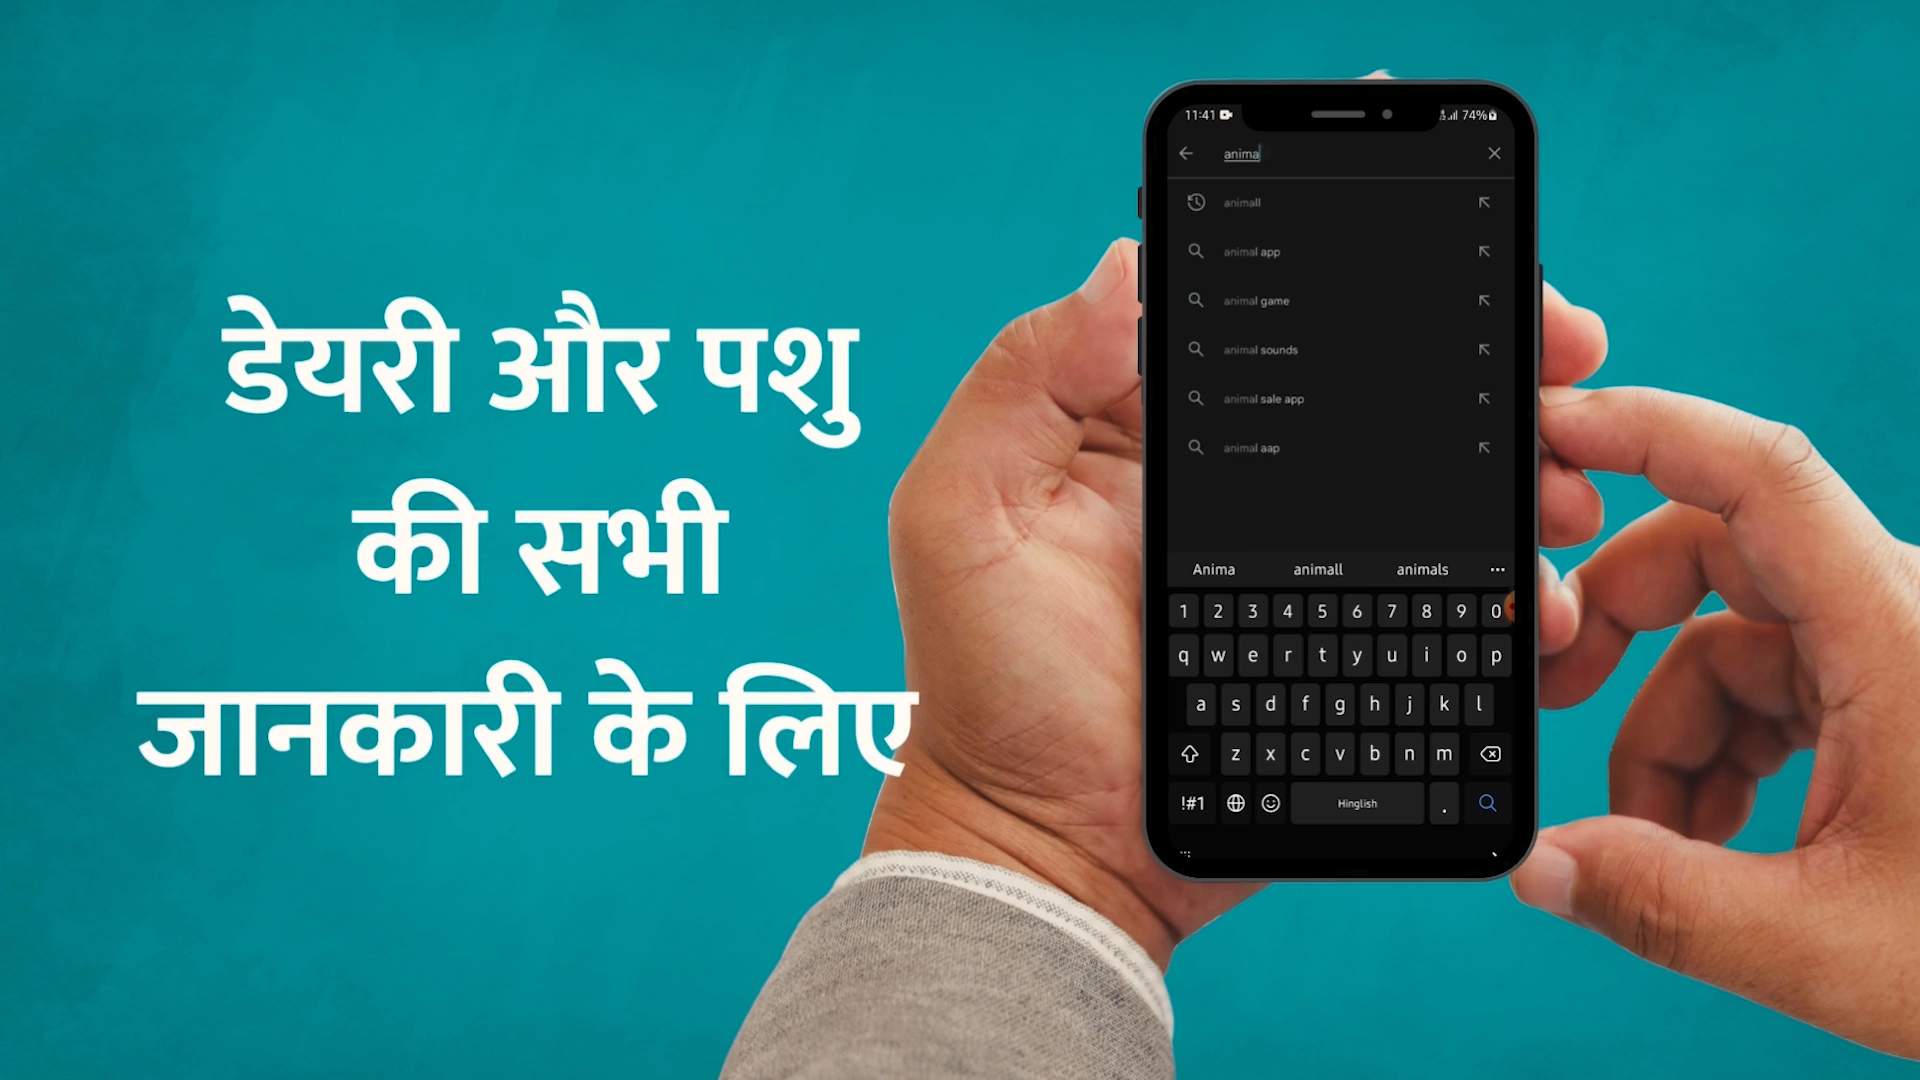 डेयरी और पशु
की सभी
जानकारी के लिए
11:41
74%
anima
animall
animal app
animal game
animal sounds
animal sale app
animal aap
Anima animall animals
1 2 3 4 5 6 7 8 9 0
q w e r t y u i o p
a s d f g h j k l
z x c v b n m
!#1 Hinglish .